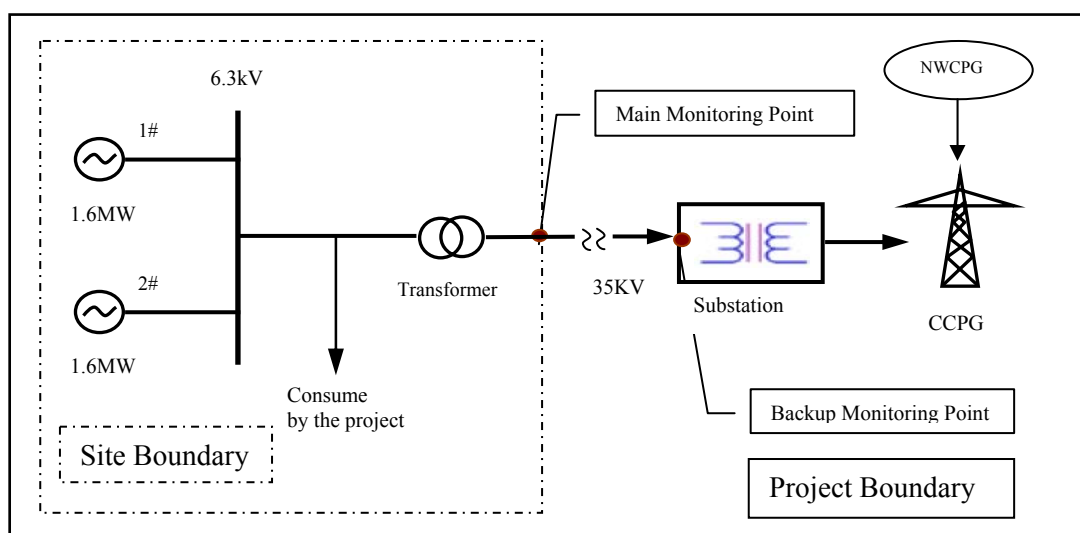 6.3kV
NWCPG
1#
Main Monitoring Point
1.6MW
2#
Transformer
35KV
Substation
CCPG
1.6MW
Consume
by the project
Backup Monitoring Point
Site Boundary
Project Boundary